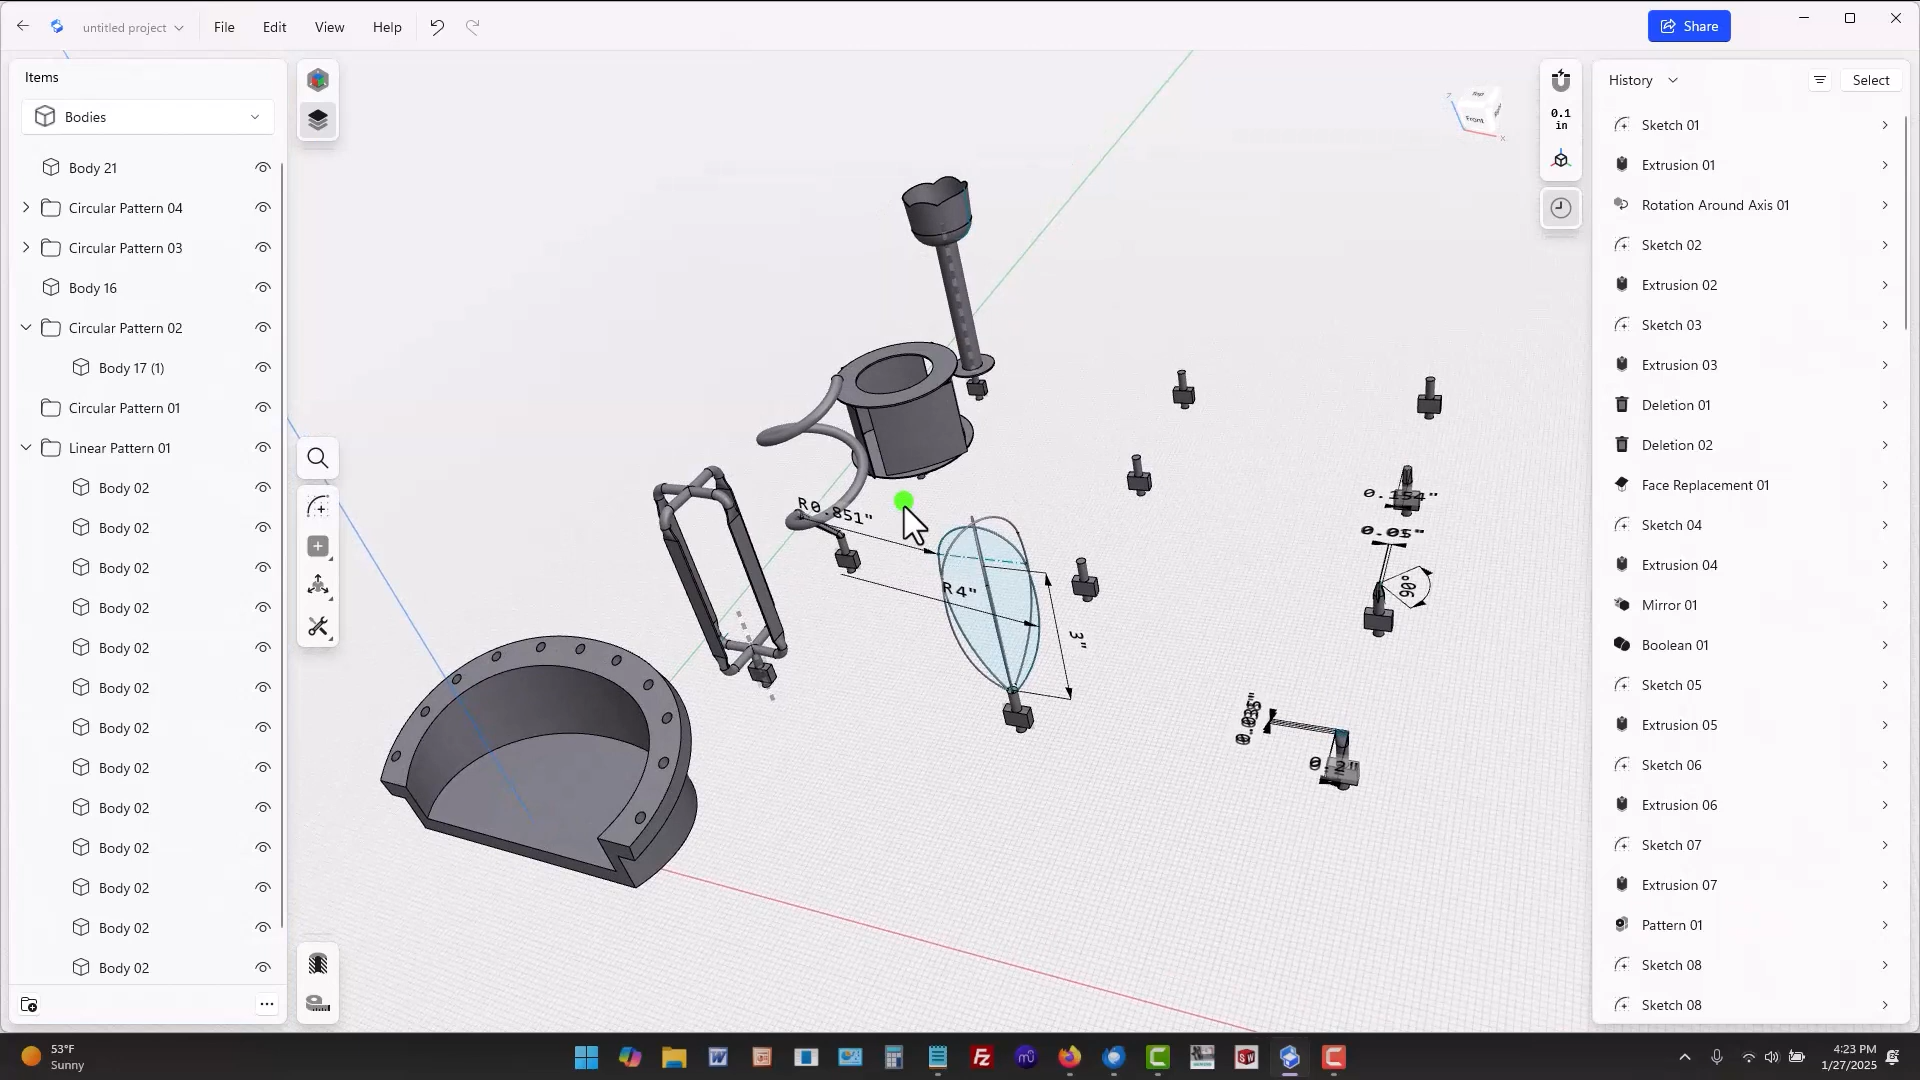 untitled project
File
Edit
View
Help
Share
Items
Bodies
Body 21
Circular Pattern 04
Circular Pattern 03
Body 16
Circular Pattern 02
Body 17 (1)
Circular Pattern 01
Linear Pattern 01
Body 02
Body 02
Body 02
Body 02
Body 02
Body 02
Body 02
Body 02
Body 02
Body 02
Body 02
Body 02
Body 02
R0.851"
R4"
3"
0.154"
0.05"
90°
0.2"
Top
Front
Z
X
0.1
in
History
Select
Sketch 01
Extrusion 01
Rotation Around Axis 01
Sketch 02
Extrusion 02
Sketch 03
Extrusion 03
Deletion 01
Deletion 02
Face Replacement 01
Sketch 04
Extrusion 04
Mirror 01
Boolean 01
Sketch 05
Extrusion 05
Sketch 06
Extrusion 06
Sketch 07
Extrusion 07
Pattern 01
Sketch 08
Sketch 08
53°F
Sunny
4:23 PM
1/27/2025